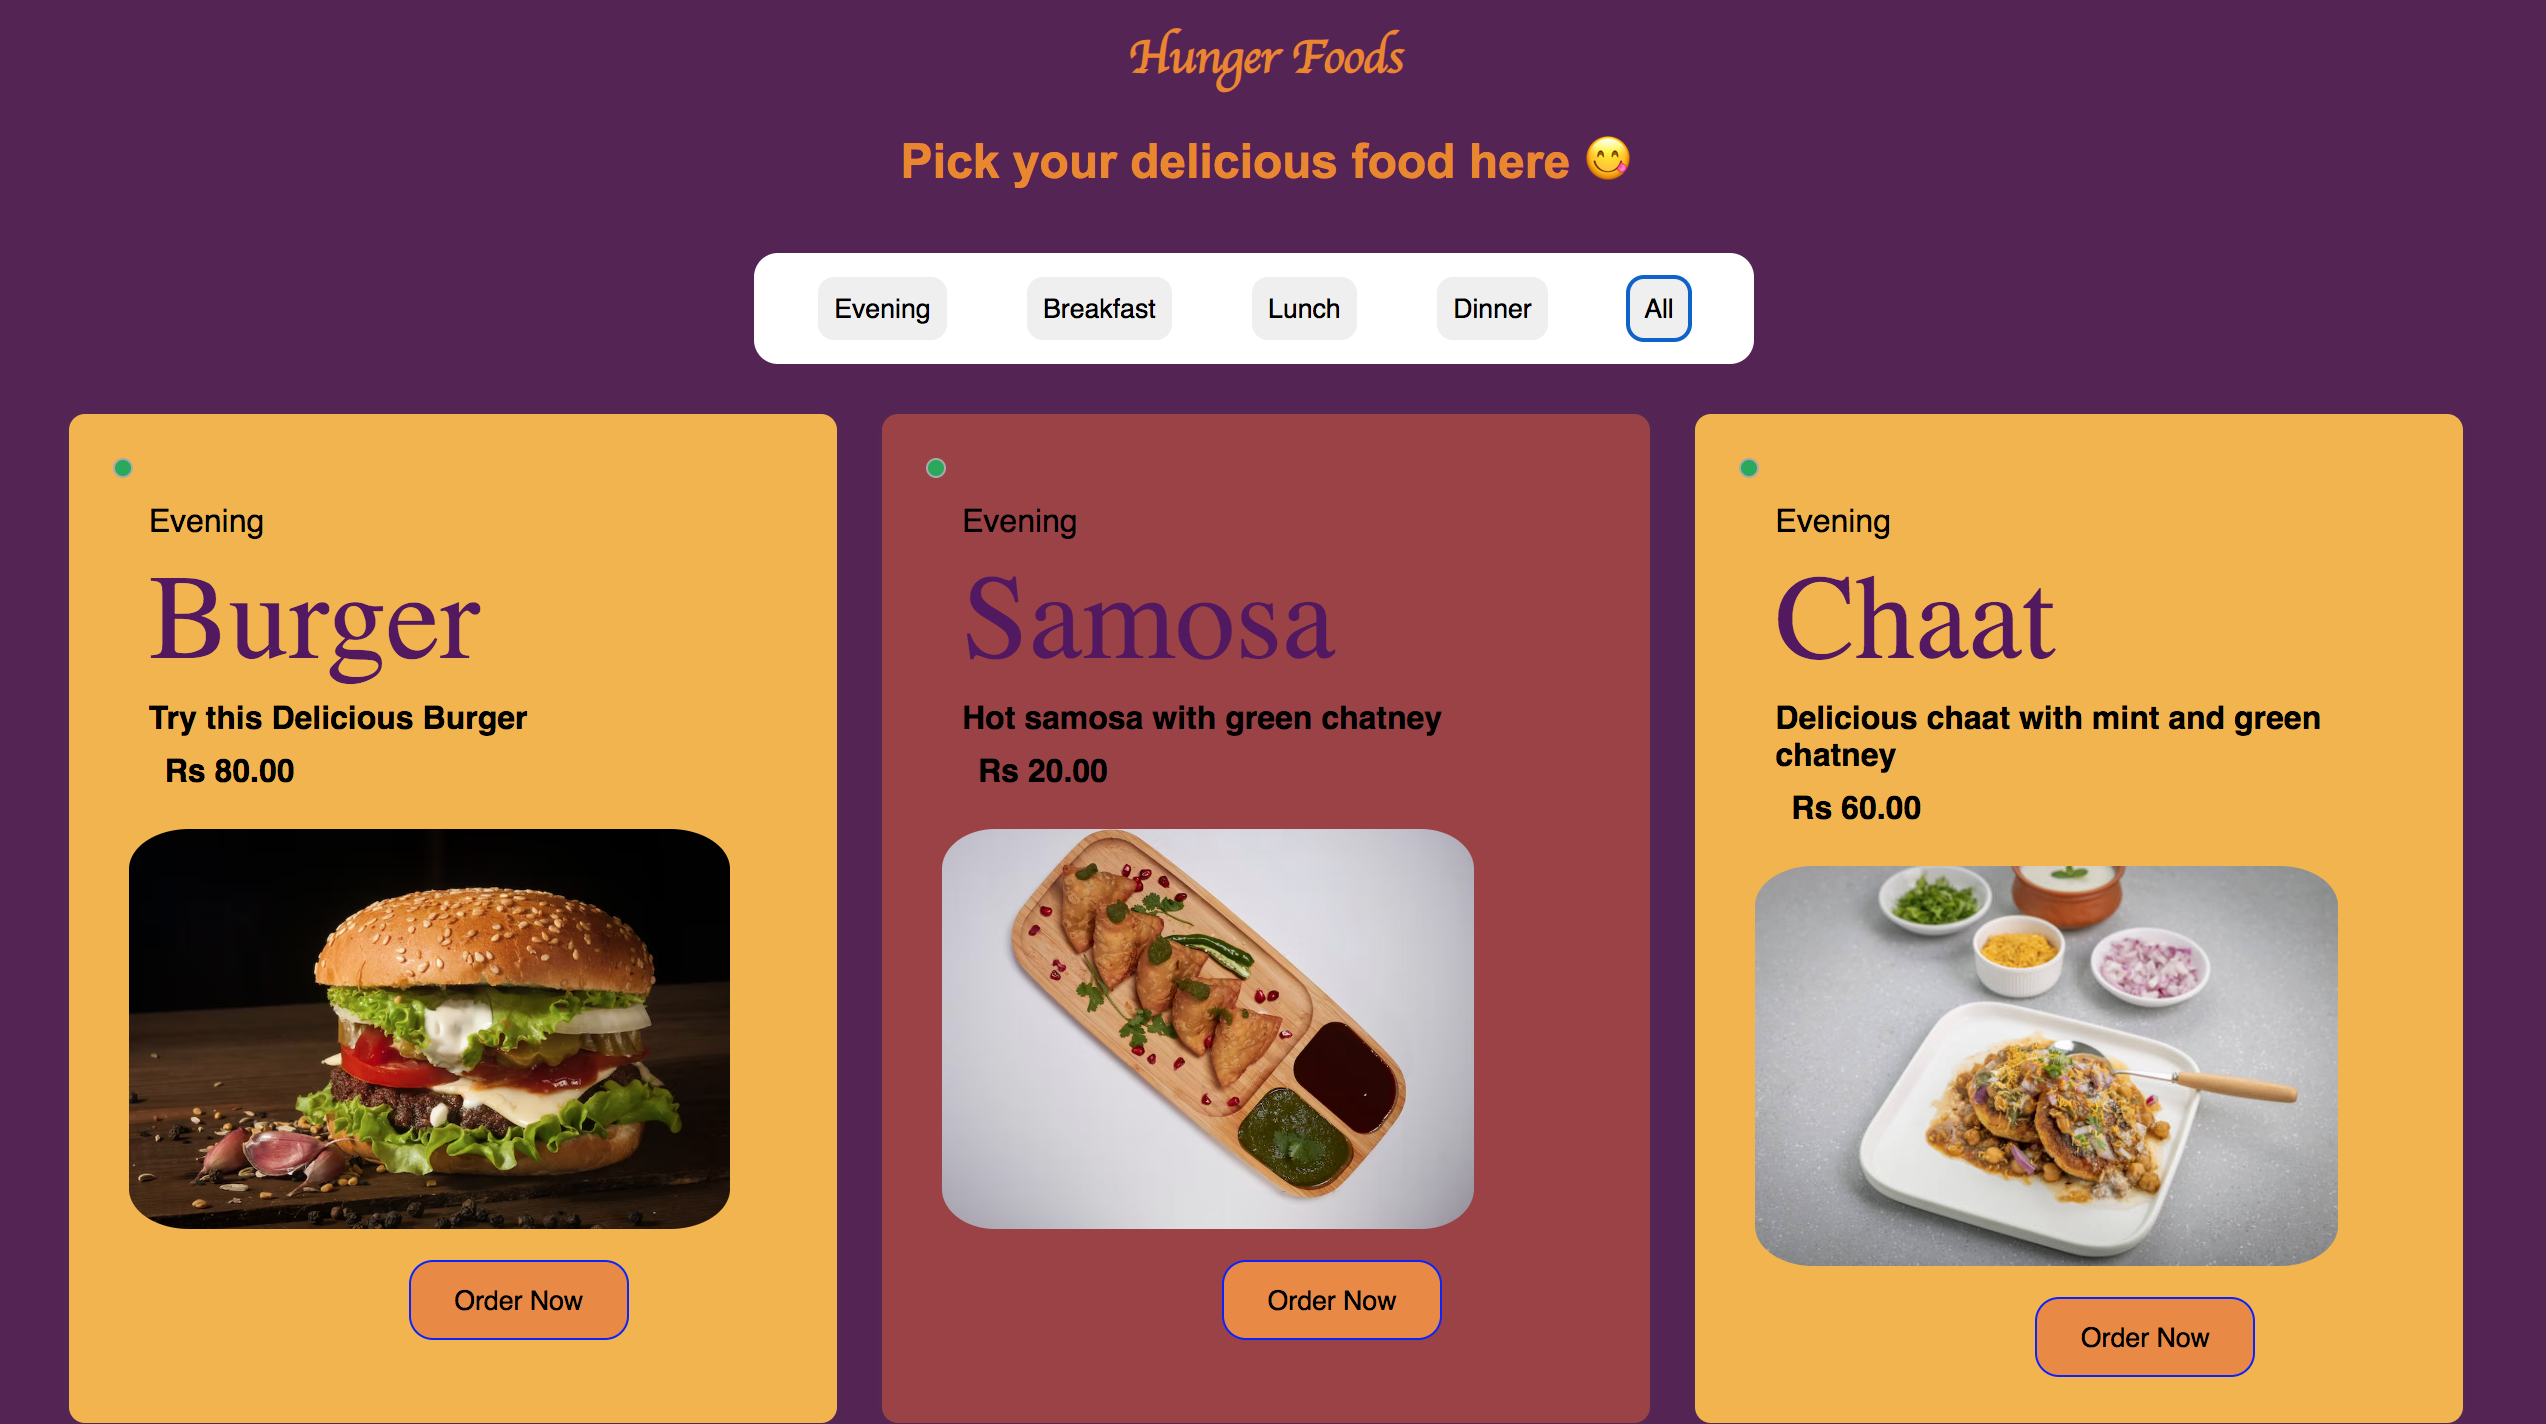 Hunger Foods
Pick your delicious food here 😋
Evening
Breakfast
Lunch
Dinner
All
Evening
Burger
Try this Delicious Burger
Rs 80.00
Order Now
Evening
Samosa
Hot samosa with green chatney
Rs 20.00
Order Now
Evening
Chaat
Delicious chaat with mint and green
chatney
Rs 60.00
Order Now